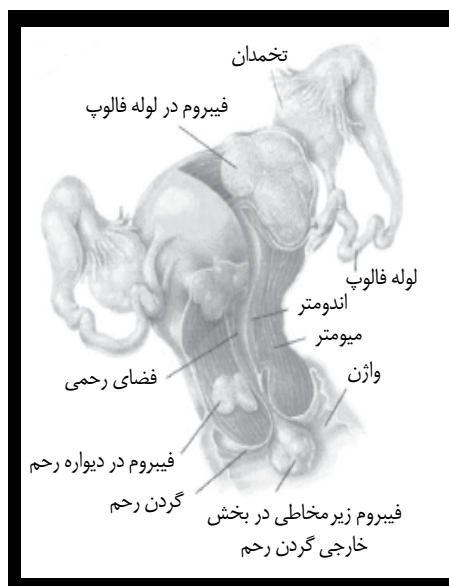 تخمدان
فیبروم در لوله فالوپ
لوله فالوپ
اندومتر
میومتر
فضای رحمی
واژن
فیبروم در دیواره رحم
گردن رحم
فیبروم زیرمخاطی در بخش
خارجی گردن رحم